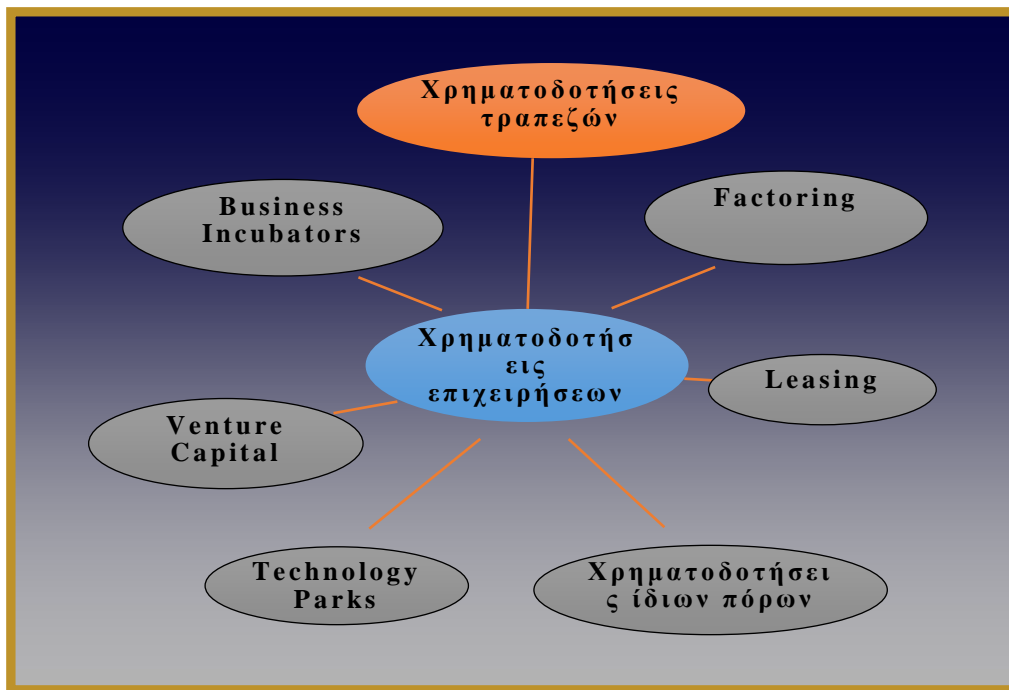 Χρηματοδοτήσεις
τραπεζών
Business
Incubators
Factoring
Χρηματοδοτήσ
εις
επιχειρήσεων
Leasing
Venture
Capital
Technology
Parks
Χρηματοδοτήσει
ς ίδιων πόρων